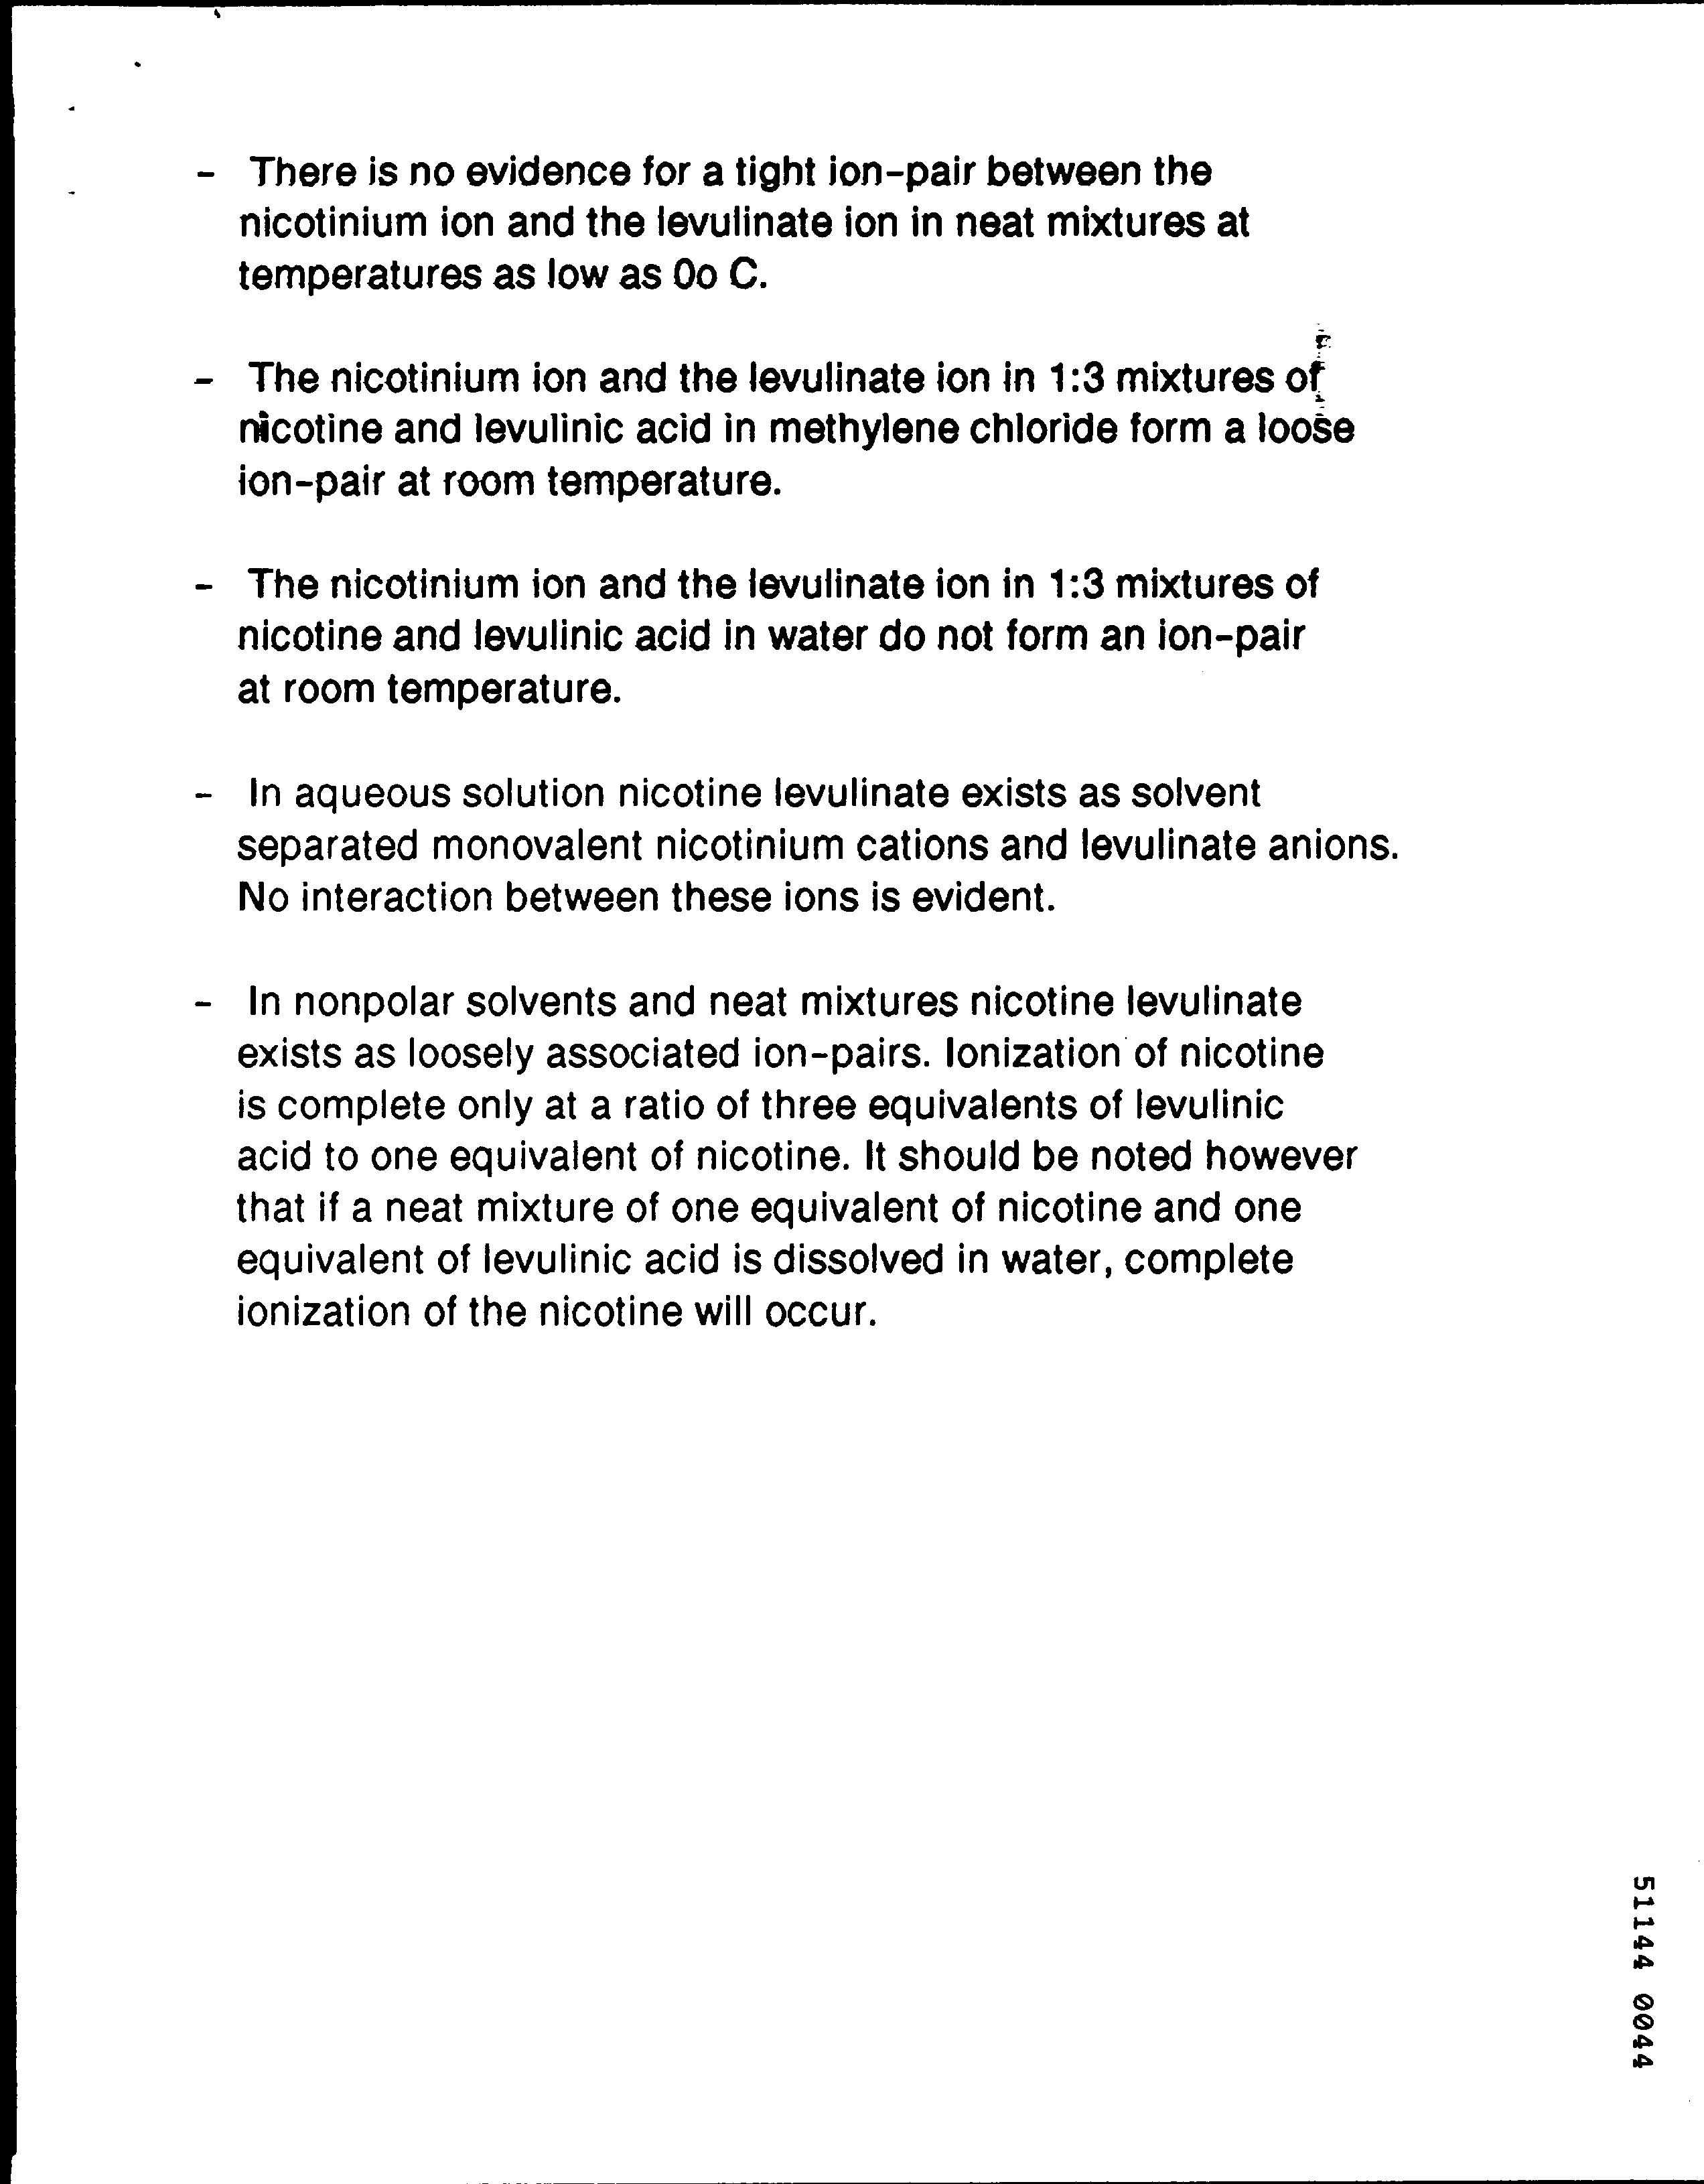 - There is no evidence for a tight ion-pair between the
nicotinium ion and the levulinate ion in neat mixtures at
temperatures as low as 0o C.
- The nicotinium ion and the levulinate ion in 1:3 mixtures of
nicotine and levulinic acid in methylene chloride form a loose
ion-pair at room temperature.
- The nicotinium ion and the levulinate ion in 1:3 mixtures of
nicotine and levulinic acid in water do not form an ion-pair
at room temperature.
- In aqueous solution nicotine levulinate exists as solvent
separated monovalent nicotinium cations and levulinate anions.
No interaction between these ions is evident.
- In nonpolar solvents and neat mixtures nicotine levulinate
exists as loosely associated ion-pairs. Ionization of nicotine
is complete only at a ratio of three equivalents of levulinic
acid to one equivalent of nicotine. It should be noted however
that if a neat mixture of one equivalent of nicotine and one
equivalent of levulinic acid is dissolved in water, complete
ionization of the nicotine will occur.
51144 0044